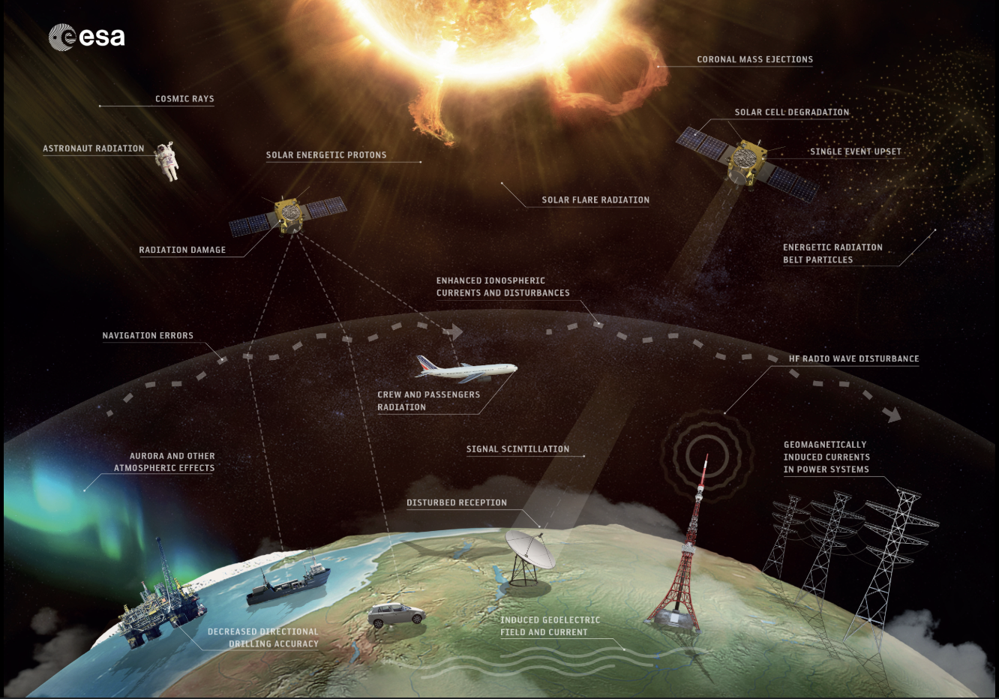 esa
CORONAL MASS EJECTIONS
COSMIC RAYS
SOLAR CELL DEGRADATION
ASTRONAUT RADIATION
SOLAR ENERGETIC PROTONS
SINGLE EVENT UPSET
SOLAR FLARE RADIATION
RADIATION DAMAGE
ENERGETIC RADIATION
BELT PARTICLES
ENHANCED IONOSPHERIC
CURRENTS AND DISTURBANCES
NAVIGATION ERRORS
HF RADIO WAVE DISTURBANCE
CREW AND PASSENGERS
RADIATION
SIGNAL SCINTILLATION
GEOMAGNETICALLY
INDUCED CURRENTS
IN POWER SYSTEMS
AURORA AND OTHER
ATMOSPHERIC EFFECTS
DISTURBED RECEPTION
INDUCED GEOELECTRIC
FIELD AND CURRENT
DECREASED DIRECTIONAL
DRILLING ACCURACY